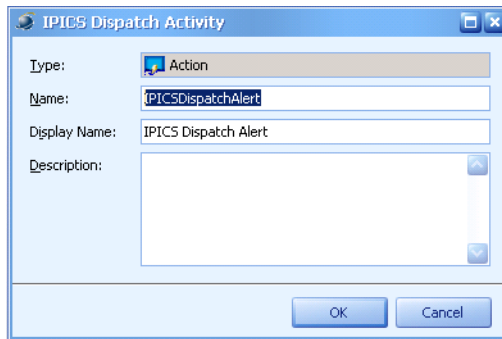 IPICS Dispatch Activity
Type: Action
Name: IPICSDispatchAlert
Display Name: IPICS Dispatch Alert
Description:
OK Cancel